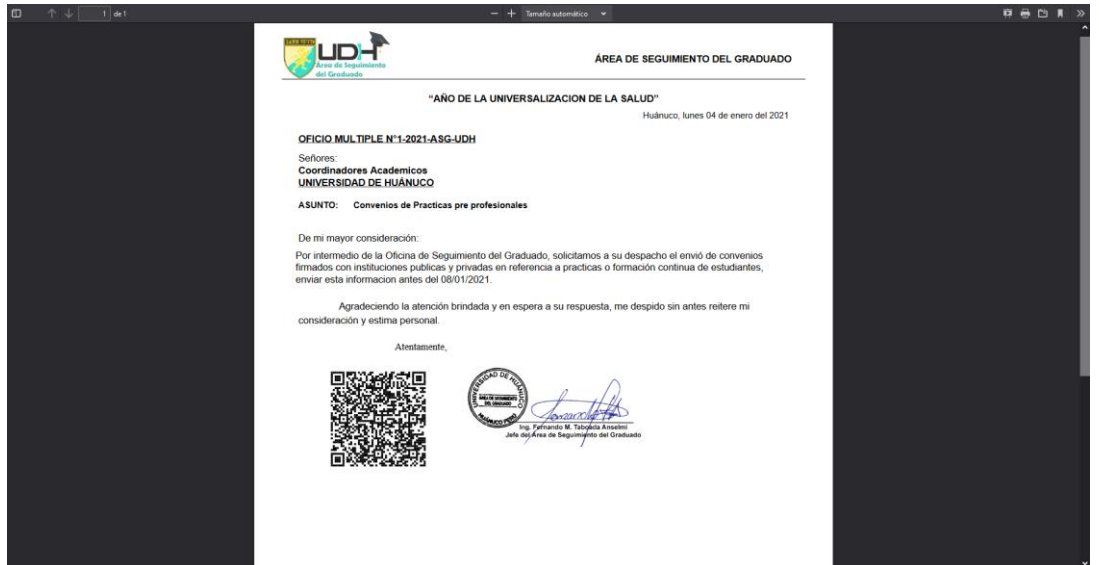 1 de 1
Tamaño automático
UDH
Área de Seguimiento
del Graduado
ÁREA DE SEGUIMIENTO DEL GRADUADO
“AÑO DE LA UNIVERSALIZACION DE LA SALUD”
Huánuco, lunes 04 de enero del 2021
OFICIO MULTIPLE N°1-2021-ASG-UDH
Señores:
Coordinadores Academicos
UNIVERSIDAD DE HUÁNUCO
ASUNTO: Convenios de Practicas pre profesionales
De mi mayor consideración:
Por intermedio de la Oficina de Seguimiento del Graduado, solicitamos a su despacho el envió de convenios
firmados con instituciones publicas y privadas en referencia a practicas o formación continua de estudiantes,
enviar esta informacion antes del 08/01/2021.
Agradeciendo la atención brindada y en espera a su respuesta, me despido sin antes reitere mi
consideración y estima personal.
Atentamente,
UNIVERSIDAD DE HUÁNUCO
ÁREA DE SEGUIMIENTO
DEL GRADUADO
HUÁNUCO PERÚ
Ing. Fernando M. Taboada Anselmi
Jefe del Área de Seguimiento del Graduado